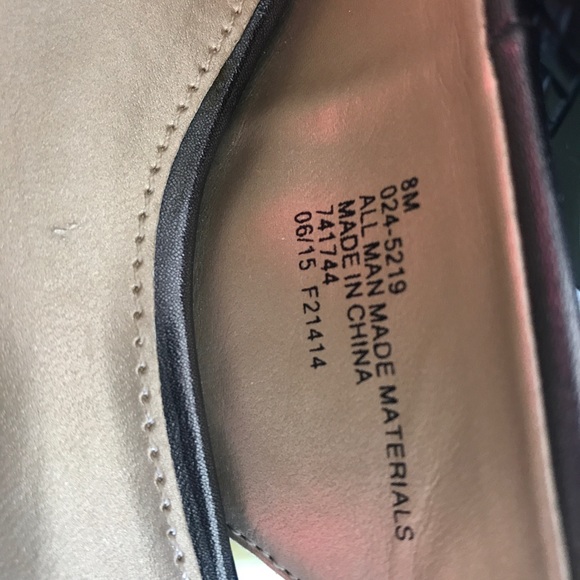 8M
024-5219
ALL MAN MADE MATERIALS
MADE IN CHINA
741744
06/15 F21414